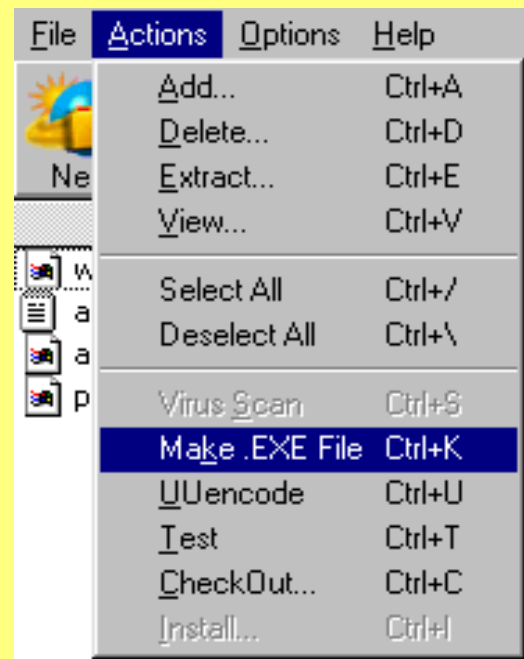 File Actions Options Help
Add... Ctrl+A
Delete... Ctrl+D
Ne
Extract... Ctrl+E
View... Ctrl+V
w
Select All Ctrl+/
a
Deselect All Ctrl+\
a
p
Virus Scan Ctrl+S
Make .EXE File Ctrl+K
UUencode Ctrl+U
Test Ctrl+T
CheckOut... Ctrl+C
Install... Ctrl+I